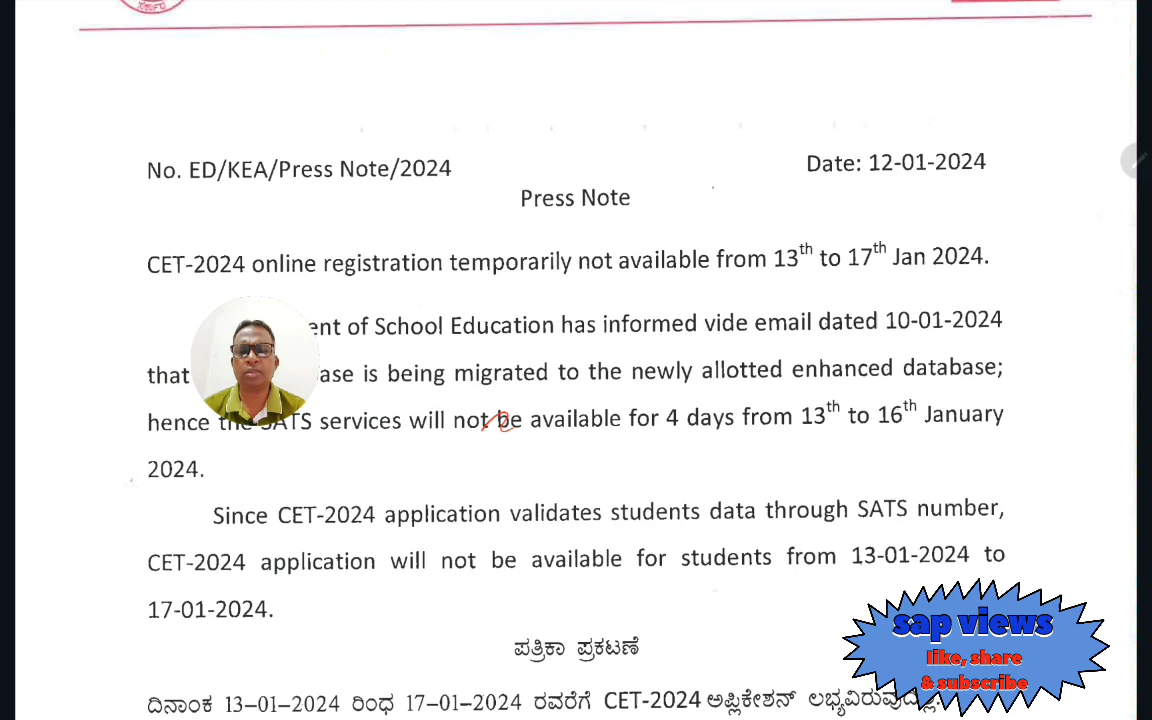 ಸರ್ಕಾರ
No. ED/KEA/Press Note/2024 Date: 12-01-2024
Press Note
CET-2024 online registration temporarily not available from 13th to 17th Jan 2024.
ent of School Education has informed vide email dated 10-01-2024
that ase is being migrated to the newly allotted enhanced database;
hence the SATS services will not be available for 4 days from 13th to 16th January
2024.
Since CET-2024 application validates students data through SATS number,
CET-2024 application will not be available for students from 13-01-2024 to
17-01-2024.
ಪತ್ರಿಕಾ ಪ್ರಕಟಣೆ
ದಿನಾಂಕ 13-01-2024 ರಿಂಧ 17-01-2024 ರವರೆಗೆ CET-2024 ಅಪ್ಲಿಕೇಶನ್
sap views
like, share
& subscribe